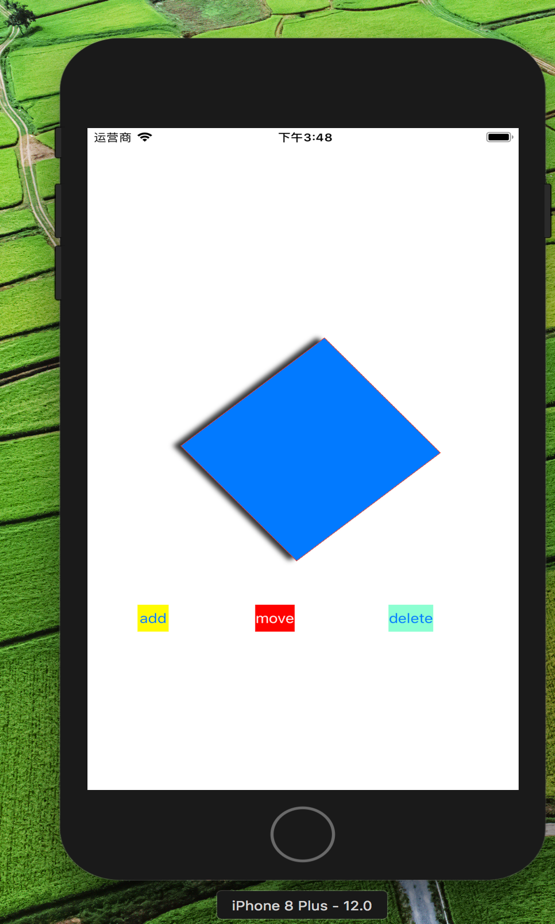 运营商 下午3:48
add move delete
iPhone 8 Plus – 12.0